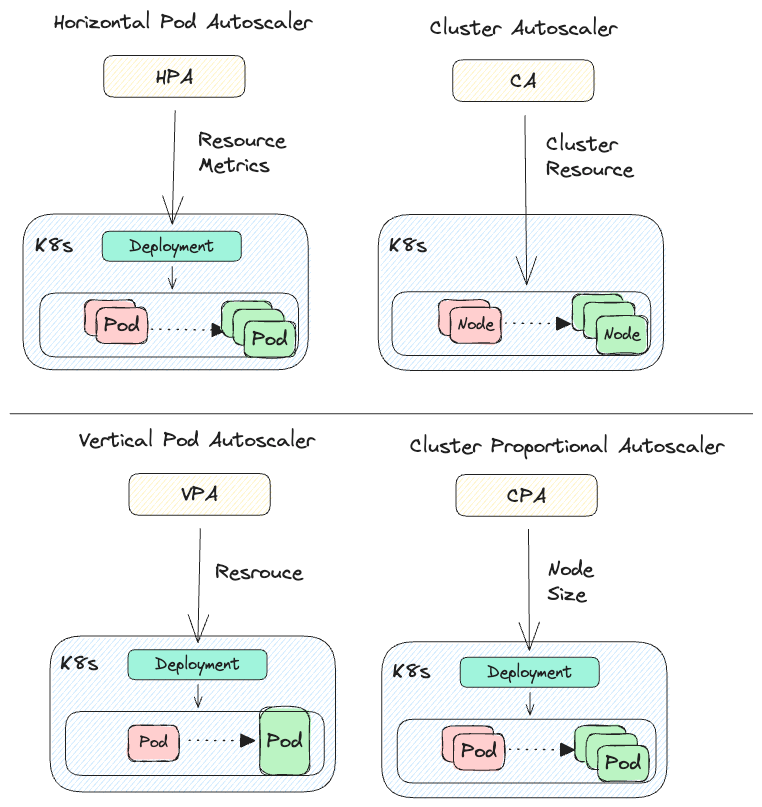 Horizontal Pod Autoscaler
HPA
Resource
Metrics
K8s
Deployment
Pod
Pod
Cluster Autoscaler
CA
Cluster
Resource
K8s
Node
Node
Vertical Pod Autoscaler
VPA
Resrouce
K8s
Deployment
Pod
Pod
Cluster Proportional Autoscaler
CPA
Node
Size
K8s
Deployment
Pod
Pod